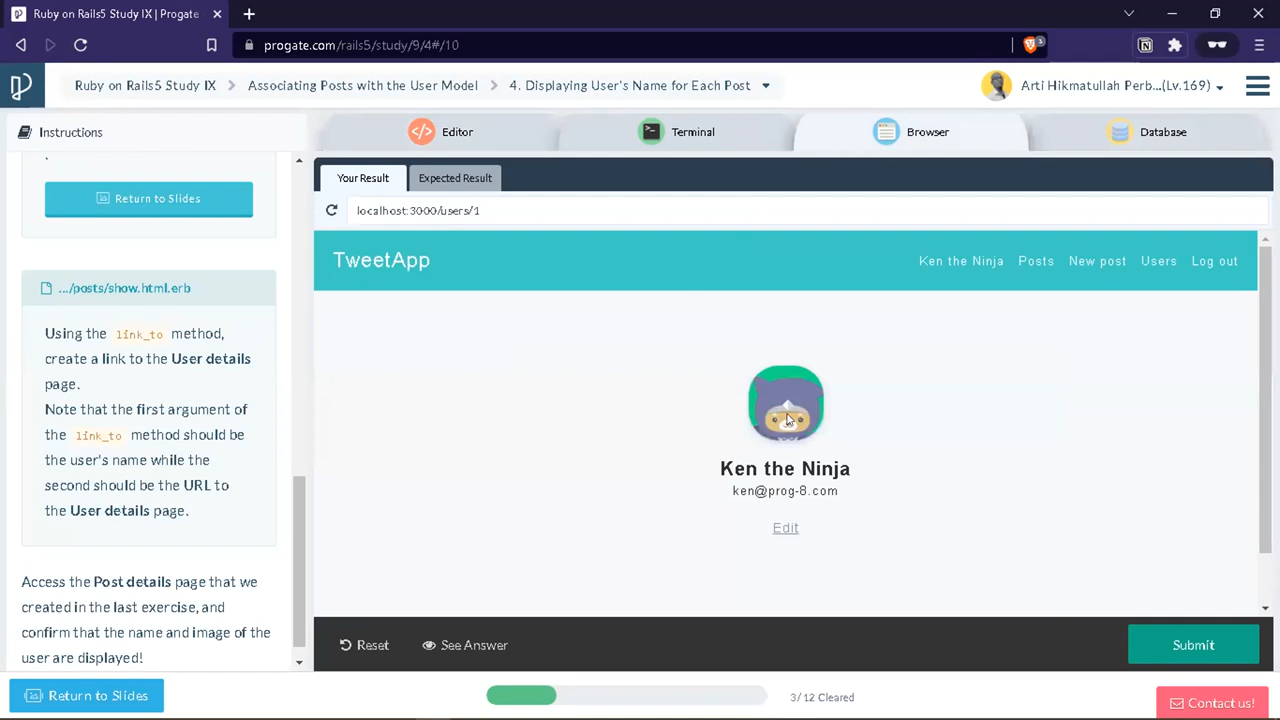 Ruby on Rails5 Study IX | Progate
progate.com/rails5/study/9/4#/10
Ruby on Rails5 Study IX
Associating Posts with the User Model
4. Displaying User's Name for Each Post
Arti Hikmatullah Perb...(Lv.169)
Instructions
Editor
Terminal
Browser
Database
Return to Slides
Your Result
Expected Result
localhost:3000/users/1
TweetApp
Ken the Ninja
Posts
New post
Users
Log out
.../posts/show.html.erb
Using the link_to method,
create a link to the User details
page.
Note that the first argument of
the link_to method should be
the user's name while the
second should be the URL to
the User details page.
Ken the Ninja
ken@prog-8.com
Edit
Access the Post details page that we
created in the last exercise, and
confirm that the name and image of the
user are displayed!
Reset
See Answer
Submit
Return to Slides
3/12 Cleared
Contact us!